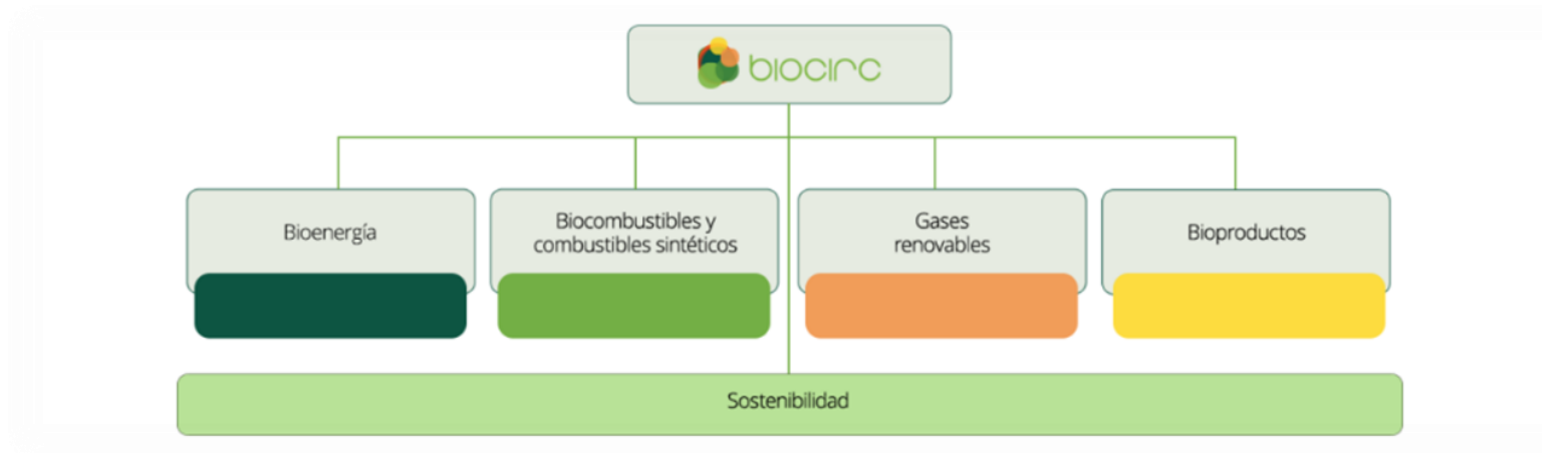 biocirc
Bioenergía
Biocombustibles y
combustibles sintéticos
Gases
renovables
Bioproductos
Sostenibilidad